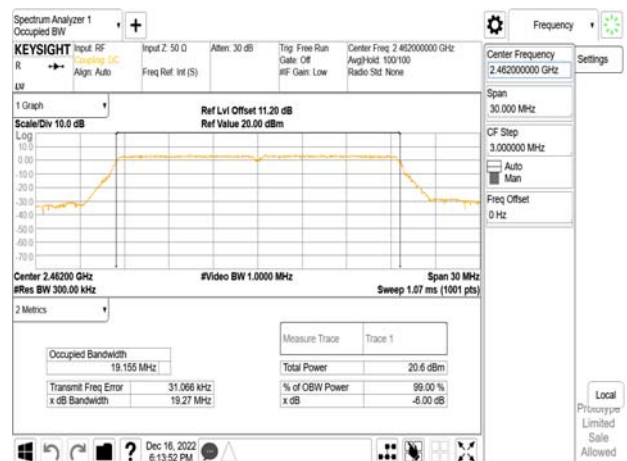 Spectrum Analyzer 1
Occupied BW
Frequency
KEYSIGHT
R
Input: RF
Coupling: DC
Align: Auto
Input Z: 50 Ω
Freq Ref: Int (S)
Atten: 30 dB
Trig: Free Run
Gate: Off
#IF Gain: Low
Center Freq: 2.462000000 GHz
Avg|Hold: 100/100
Radio Std: None
LW
1 Graph
Scale/Div 10.0 dB
Ref Lvl Offset 11.20 dB
Ref Value 20.00 dBm
Log
10.0
0.00
-10.0
-20.0
-30.0
-40.0
-50.0
-60.0
-70.0
Center 2.46200 GHz
#Res BW 300.00 kHz
#Video BW 1.0000 MHz
Span 30 MHz
Sweep 1.07 ms (1001 pts)
2 Metrics
Measure Trace Trace 1
Occupied Bandwidth
19.155 MHz
Total Power 20.6 dBm
Transmit Freq Error 31.066 kHz
% of OBW Power 99.00 %
x dB Bandwidth 19.27 MHz
x dB -6.00 dB
Dec 16, 2022
6:13:52 PM
Center Frequency
2.462000000 GHz
Settings
Span
30.000 MHz
CF Step
3.000000 MHz
Auto
Man
Freq Offset
0 Hz
Local
Prototype
Limited
Sale
Allowed